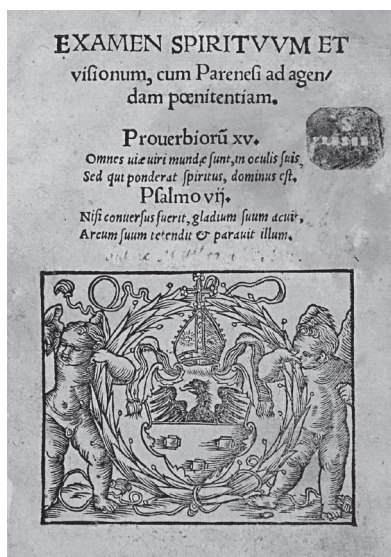 EXAMEN SPIRITVVM ET
viſionum, cum Pareneſi ad agen/
dam pœnitentiam.
Prouerbiorũ xv.
Omnes uiæ uiri mundæ ſunt, in oculis ſuis,
Sed qui ponderat ſpiritus, dominus eſt.
Pſalmo vij.
Niſi conuerſus fuerit, gladium ſuum acuit,
Arcum ſuum tetendit & parauit illum.